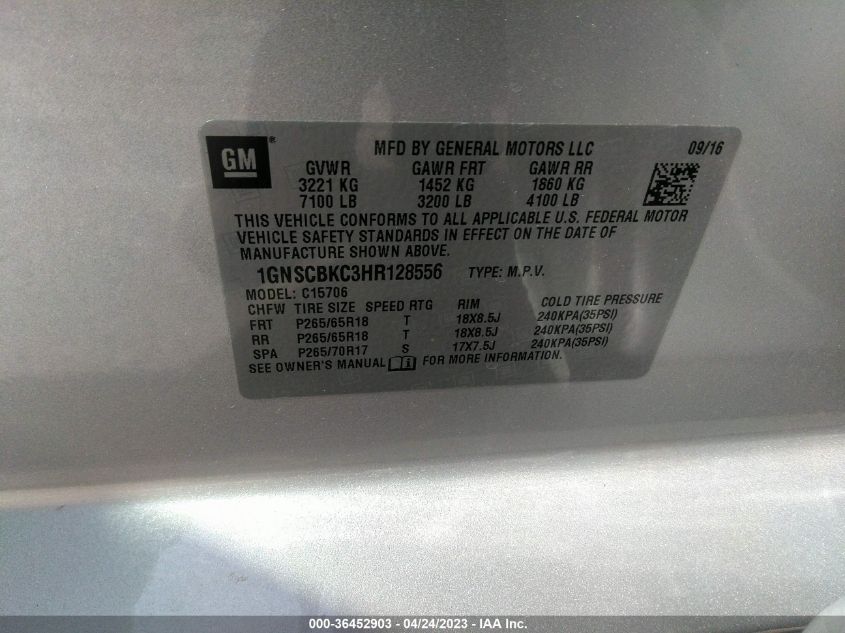 GM ®
MFD BY GENERAL MOTORS LLC 09/16
GVWR GAWR FRT GAWR RR
3221 KG 1452 KG 1860 KG
7100 LB 3200 LB 4100 LB
THIS VEHICLE CONFORMS TO ALL APPLICABLE U.S. FEDERAL MOTOR
VEHICLE SAFETY STANDARDS IN EFFECT ON THE DATE OF
MANUFACTURE SHOWN ABOVE.
1GNSCBKC3HR128556 TYPE: M.P.V.
MODEL: C15706
CHFW TIRE SIZE SPEED RTG RIM COLD TIRE PRESSURE
FRT P265/65R18 T 18X8.5J 240KPA(35PSI)
RR P265/65R18 T 18X8.5J 240KPA(35PSI)
SPA P265/70R17 S 17X7.5J 240KPA(35PSI)
SEE OWNER'S MANUAL i FOR MORE INFORMATION.
000-36452903 - 04/24/2023 - IAA Inc.